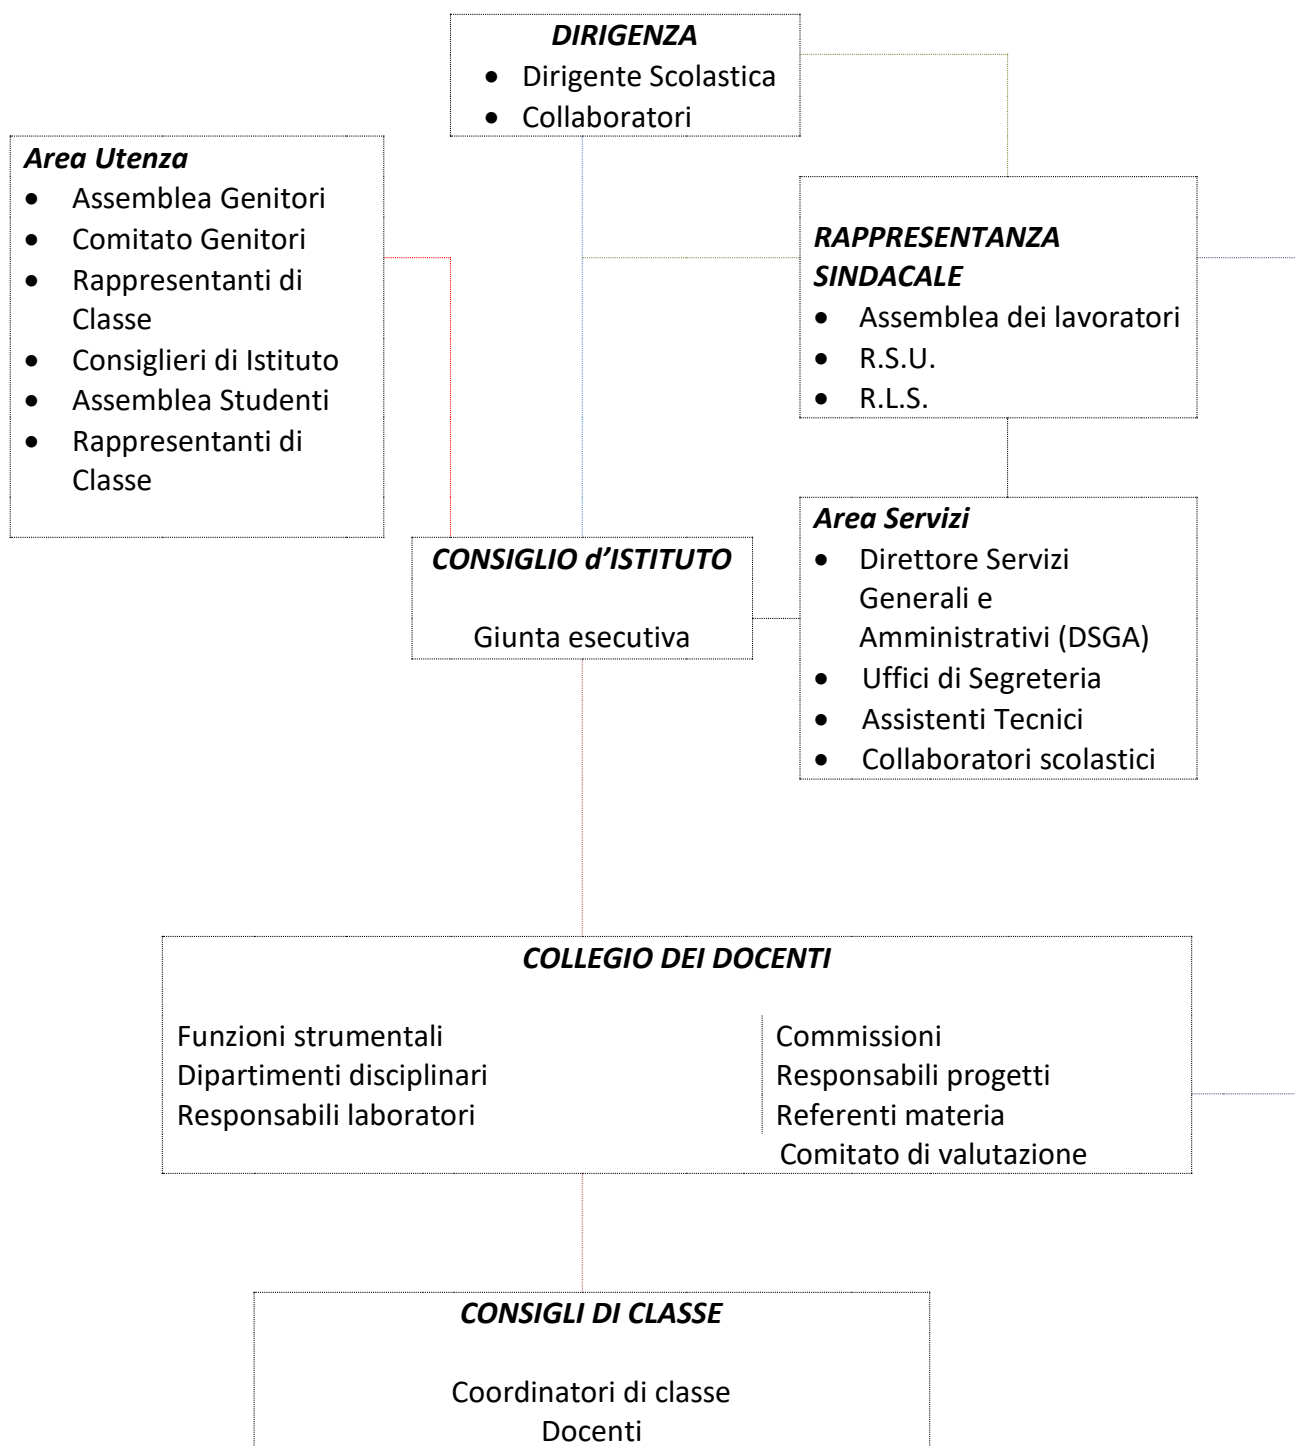 DIRIGENZA
• Dirigente Scolastica
• Collaboratori
Area Utenza
• Assemblea Genitori
• Comitato Genitori
• Rappresentanti di
Classe
• Consiglieri di Istituto
• Assemblea Studenti
• Rappresentanti di
Classe
RAPPRESENTANZA
SINDACALE
• Assemblea dei lavoratori
• R.S.U.
• R.L.S.
CONSIGLIO d’ISTITUTO
Giunta esecutiva
Area Servizi
• Direttore Servizi
Generali e
Amministrativi (DSGA)
• Uffici di Segreteria
• Assistenti Tecnici
• Collaboratori scolastici
COLLEGIO DEI DOCENTI
Funzioni strumentali
Dipartimenti disciplinari
Responsabili laboratori
Commissioni
Responsabili progetti
Referenti materia
Comitato di valutazione
CONSIGLI DI CLASSE
Coordinatori di classe
Docenti